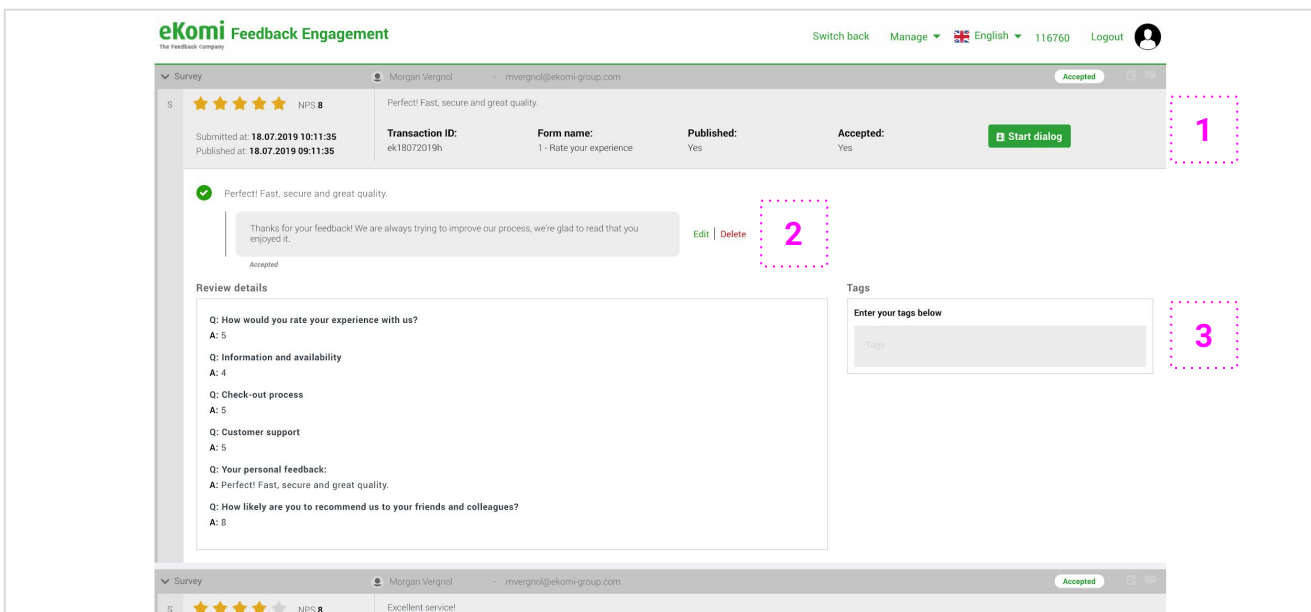 eKomi Feedback Engagement
The Feedback Company
Switch back Manage English 116760 Logout
Survey Morgan Vergnol - mvergnol@ekomi-group.com Accepted
S NPS 8 Perfect! Fast, secure and great quality.
Submitted at: 18.07.2019 10:11:35
Published at: 18.07.2019 09:11:35
Transaction ID: Form name: Published: Accepted:
ek18072019h 1 - Rate your experience Yes Yes
Start dialog
1
Perfect! Fast, secure and great quality.
Thanks for your feedback! We are always trying to improve our process, we're glad to read that you
enjoyed it.
Edit | Delete
2
Accepted
Review details
Q: How would you rate your experience with us?
A: 5
Q: Information and availability
A: 4
Q: Check-out process
A: 5
Q: Customer support
A: 5
Q: Your personal feedback:
A: Perfect! Fast, secure and great quality.
Q: How likely are you to recommend us to your friends and colleagues?
A: 8
Tags
Enter your tags below
Tags
3
Survey Morgan Vergnol - mvergnol@ekomi-group.com Accepted
S NPS 8 Excellent service!